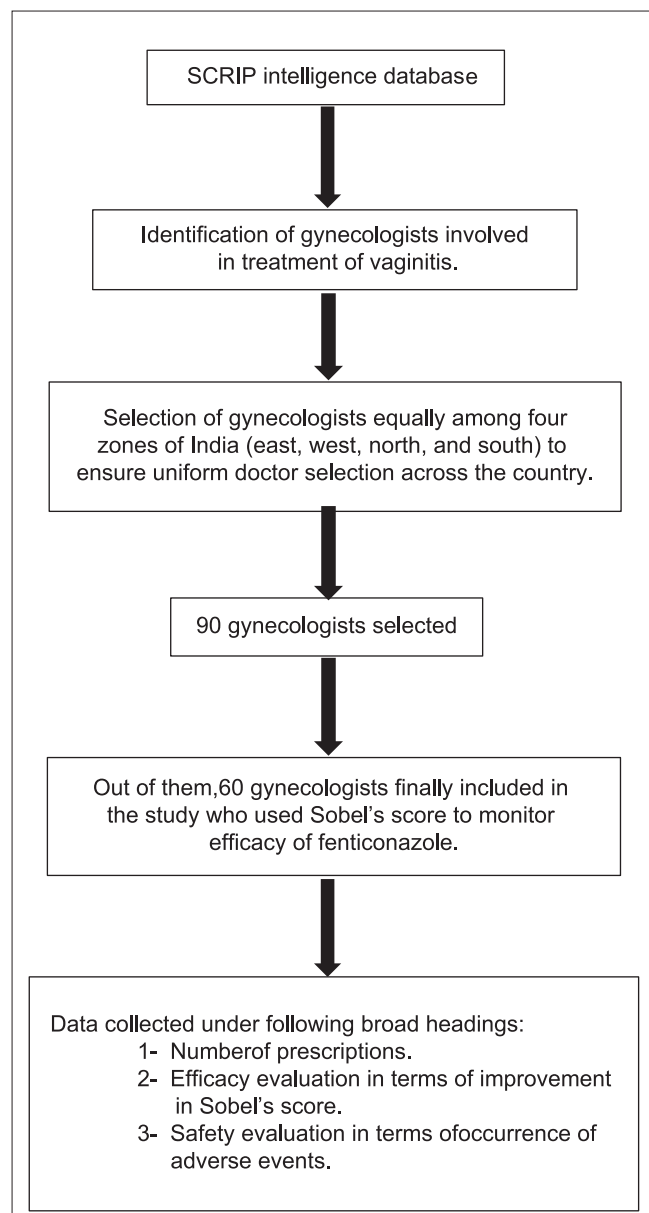 SCRIP intelligence database
Identification of gynecologists involved
in treatment of vaginitis.
Selection of gynecologists equally among four
zones of India (east, west, north, and south) to
ensure uniform doctor selection across the country.
90 gynecologists selected
Out of them,60 gynecologists finally included in
the study who used Sobel's score to monitor
efficacy of fenticonazole.
Data collected under following broad headings:
1- Numberof prescriptions.
2- Efficacy evaluation in terms of improvement
in Sobel's score.
3- Safety evaluation in terms ofoccurrence of
adverse events.